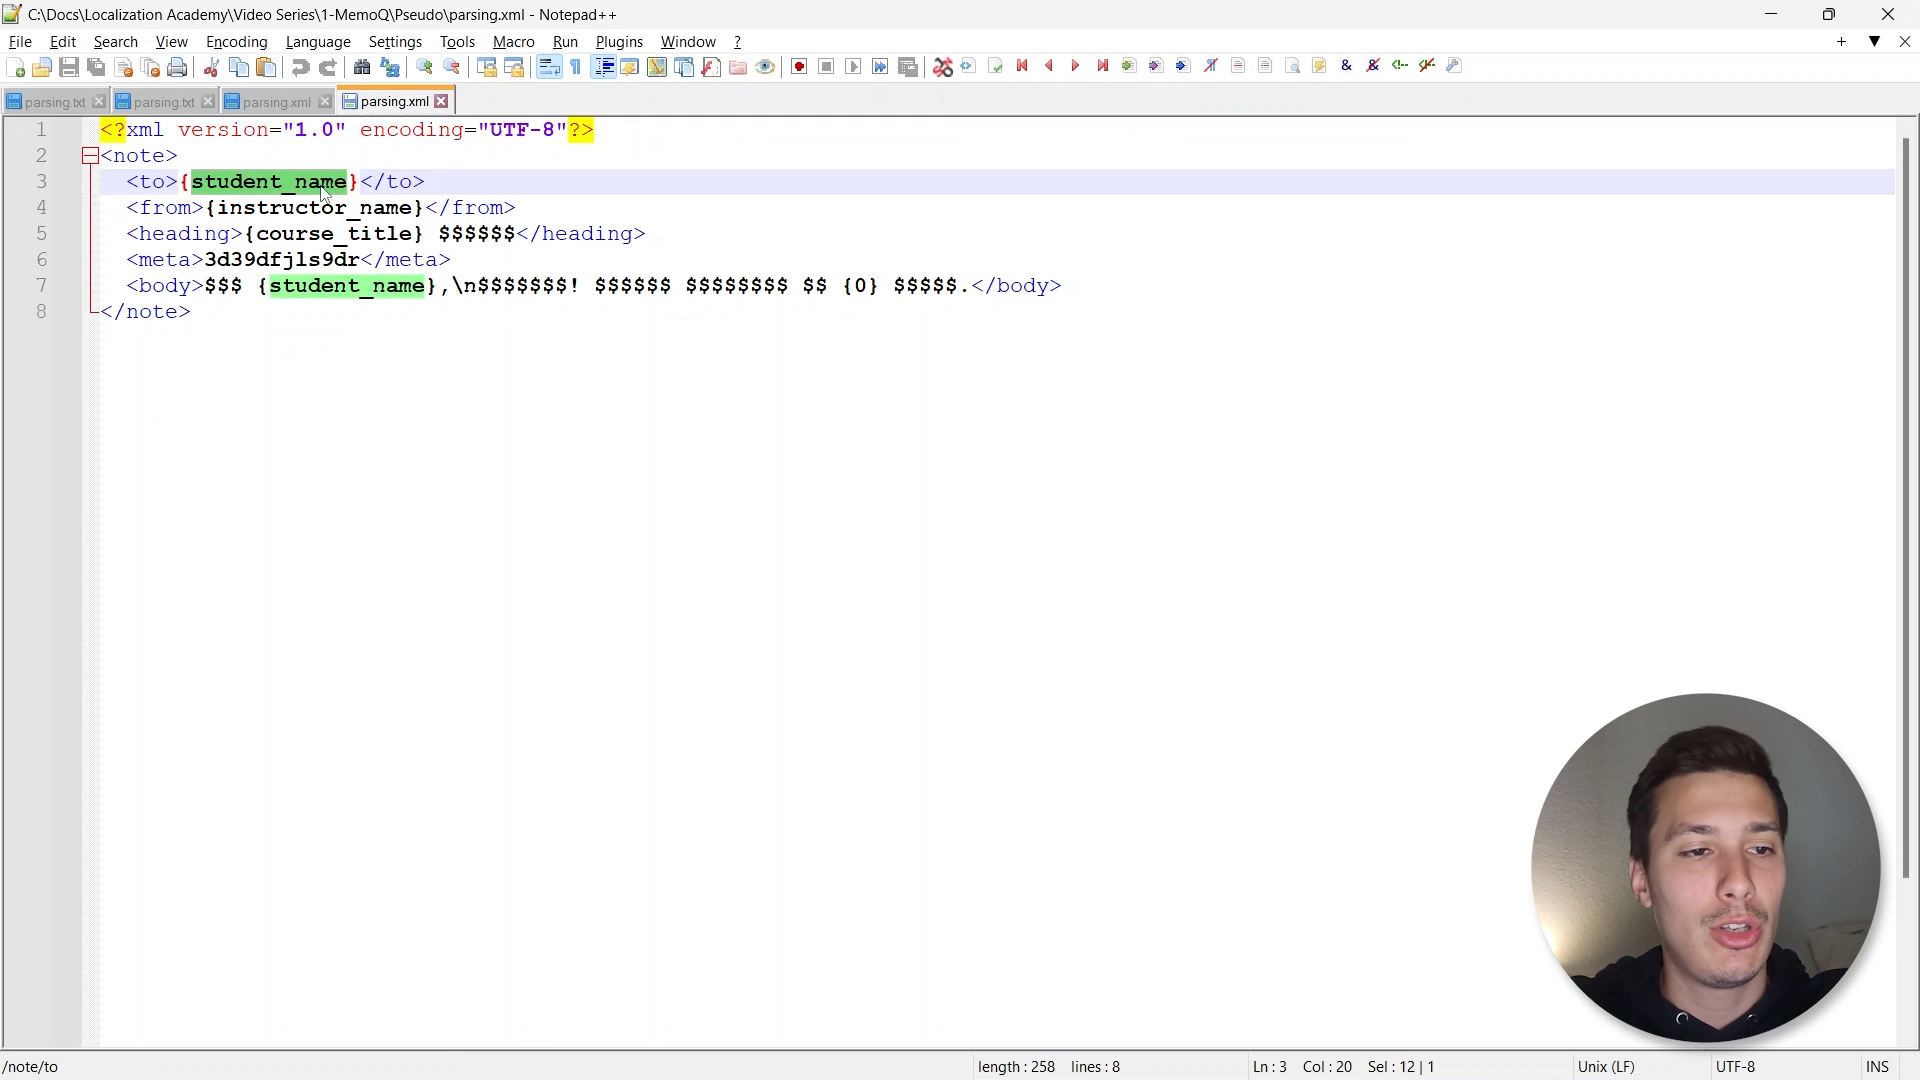 C:\Docs\Localization Academy\Video Series\1-MemoQ\Pseudo\parsing.xml - Notepad++
File Edit Search View Encoding Language Settings Tools Macro Run Plugins Window ?
parsing.txt parsing.txt parsing.xml parsing.xml
1 <?xml version="1.0" encoding="UTF-8"?>
2 <note>
3 <to>{student_name}</to>
4 <from>{instructor_name}</from>
5 <heading>{course_title} $$$$$$</heading>
6 <meta>3d39dfjls9dr</meta>
7 <body>$$$ {student_name},\n$$$$$$$! $$$$$$ $$$$$$$$ $$ {0} $$$$$.</body>
8 </note>
/note/to length : 258 lines : 8 Ln : 3 Col : 20 Sel : 12 | 1 Unix (LF) UTF-8 INS